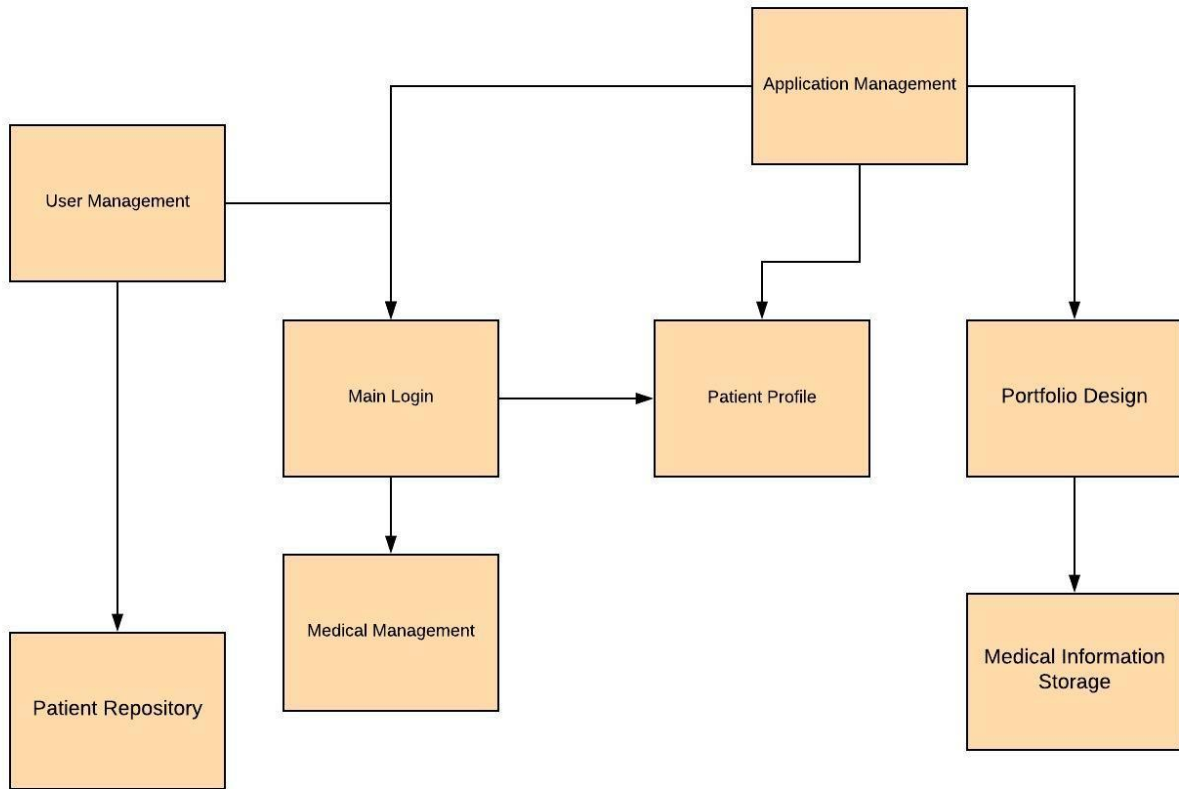 Application Management
User Management
Main Login
Patient Profile
Portfolio Design
Medical Management
Medical Information
Storage
Patient Repository